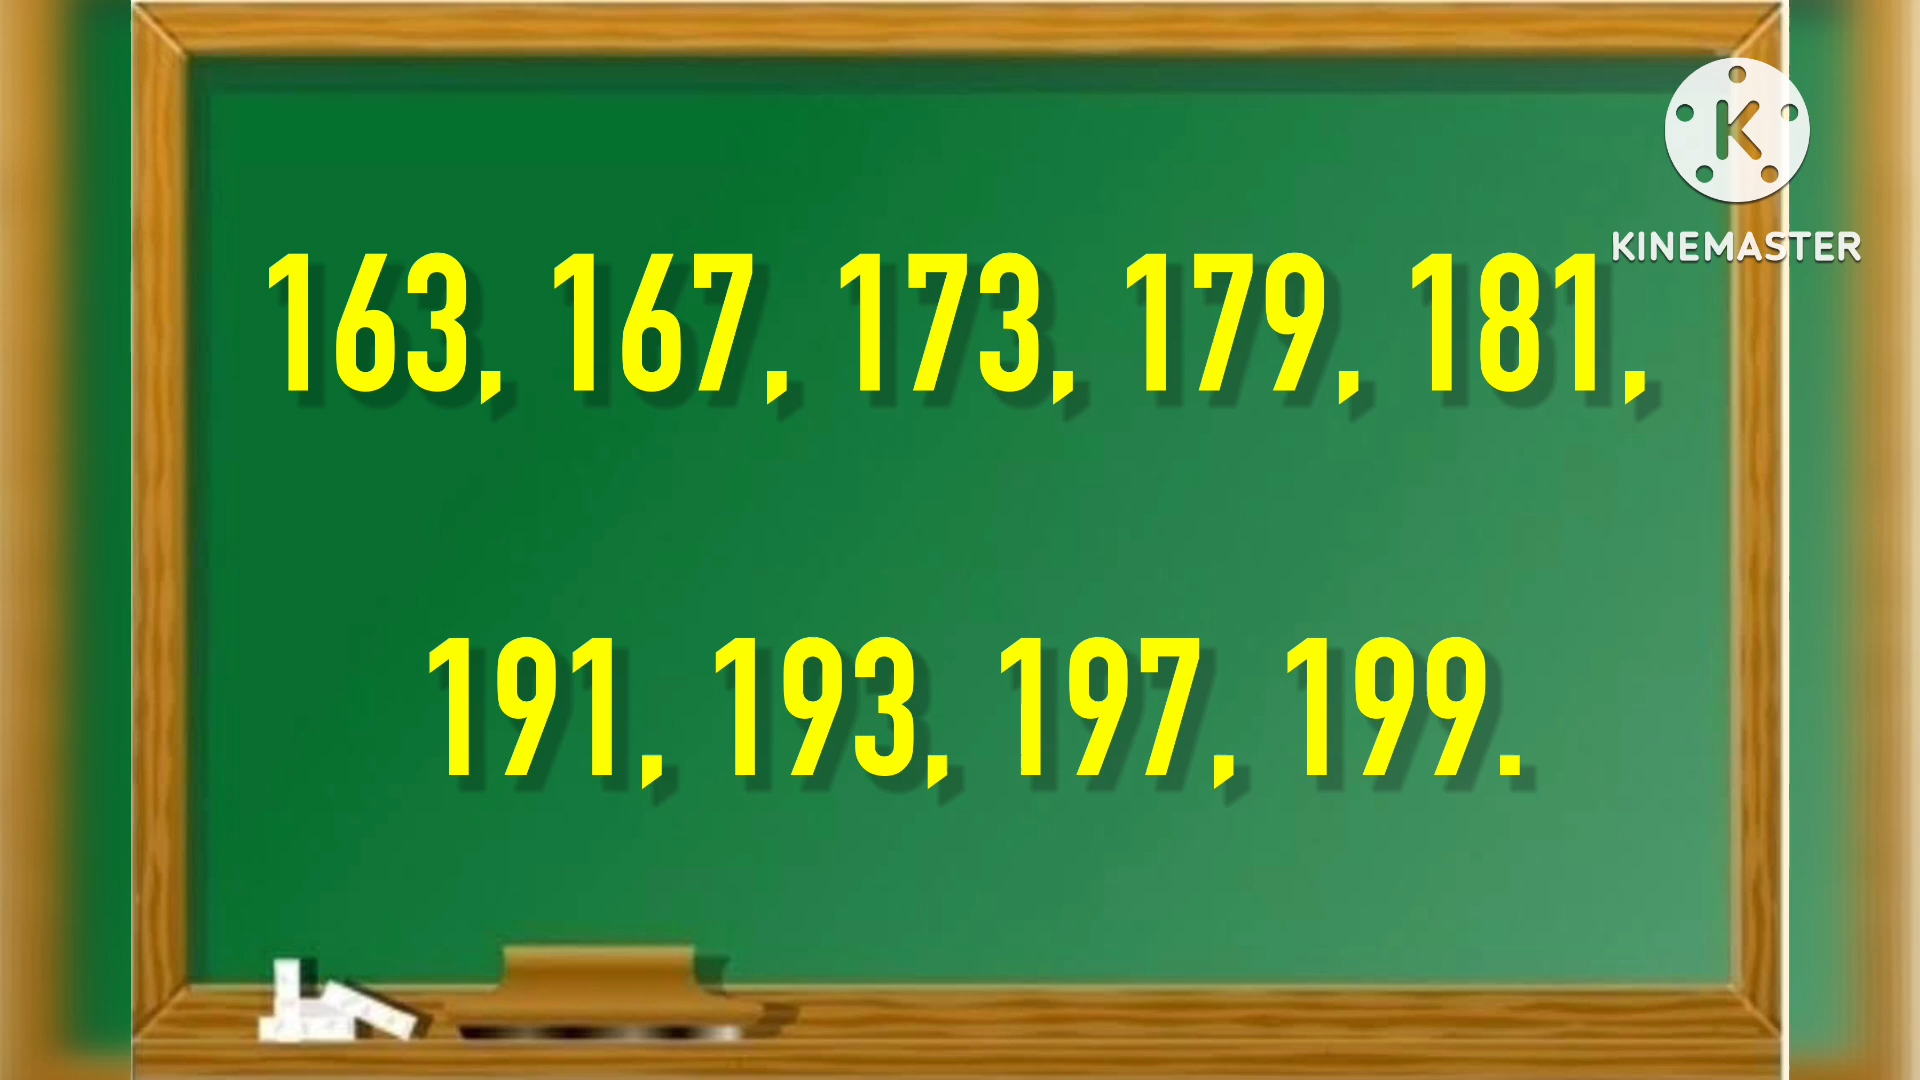 K
KINEMASTER
163, 167, 173, 179, 181,
191, 193, 197, 199.